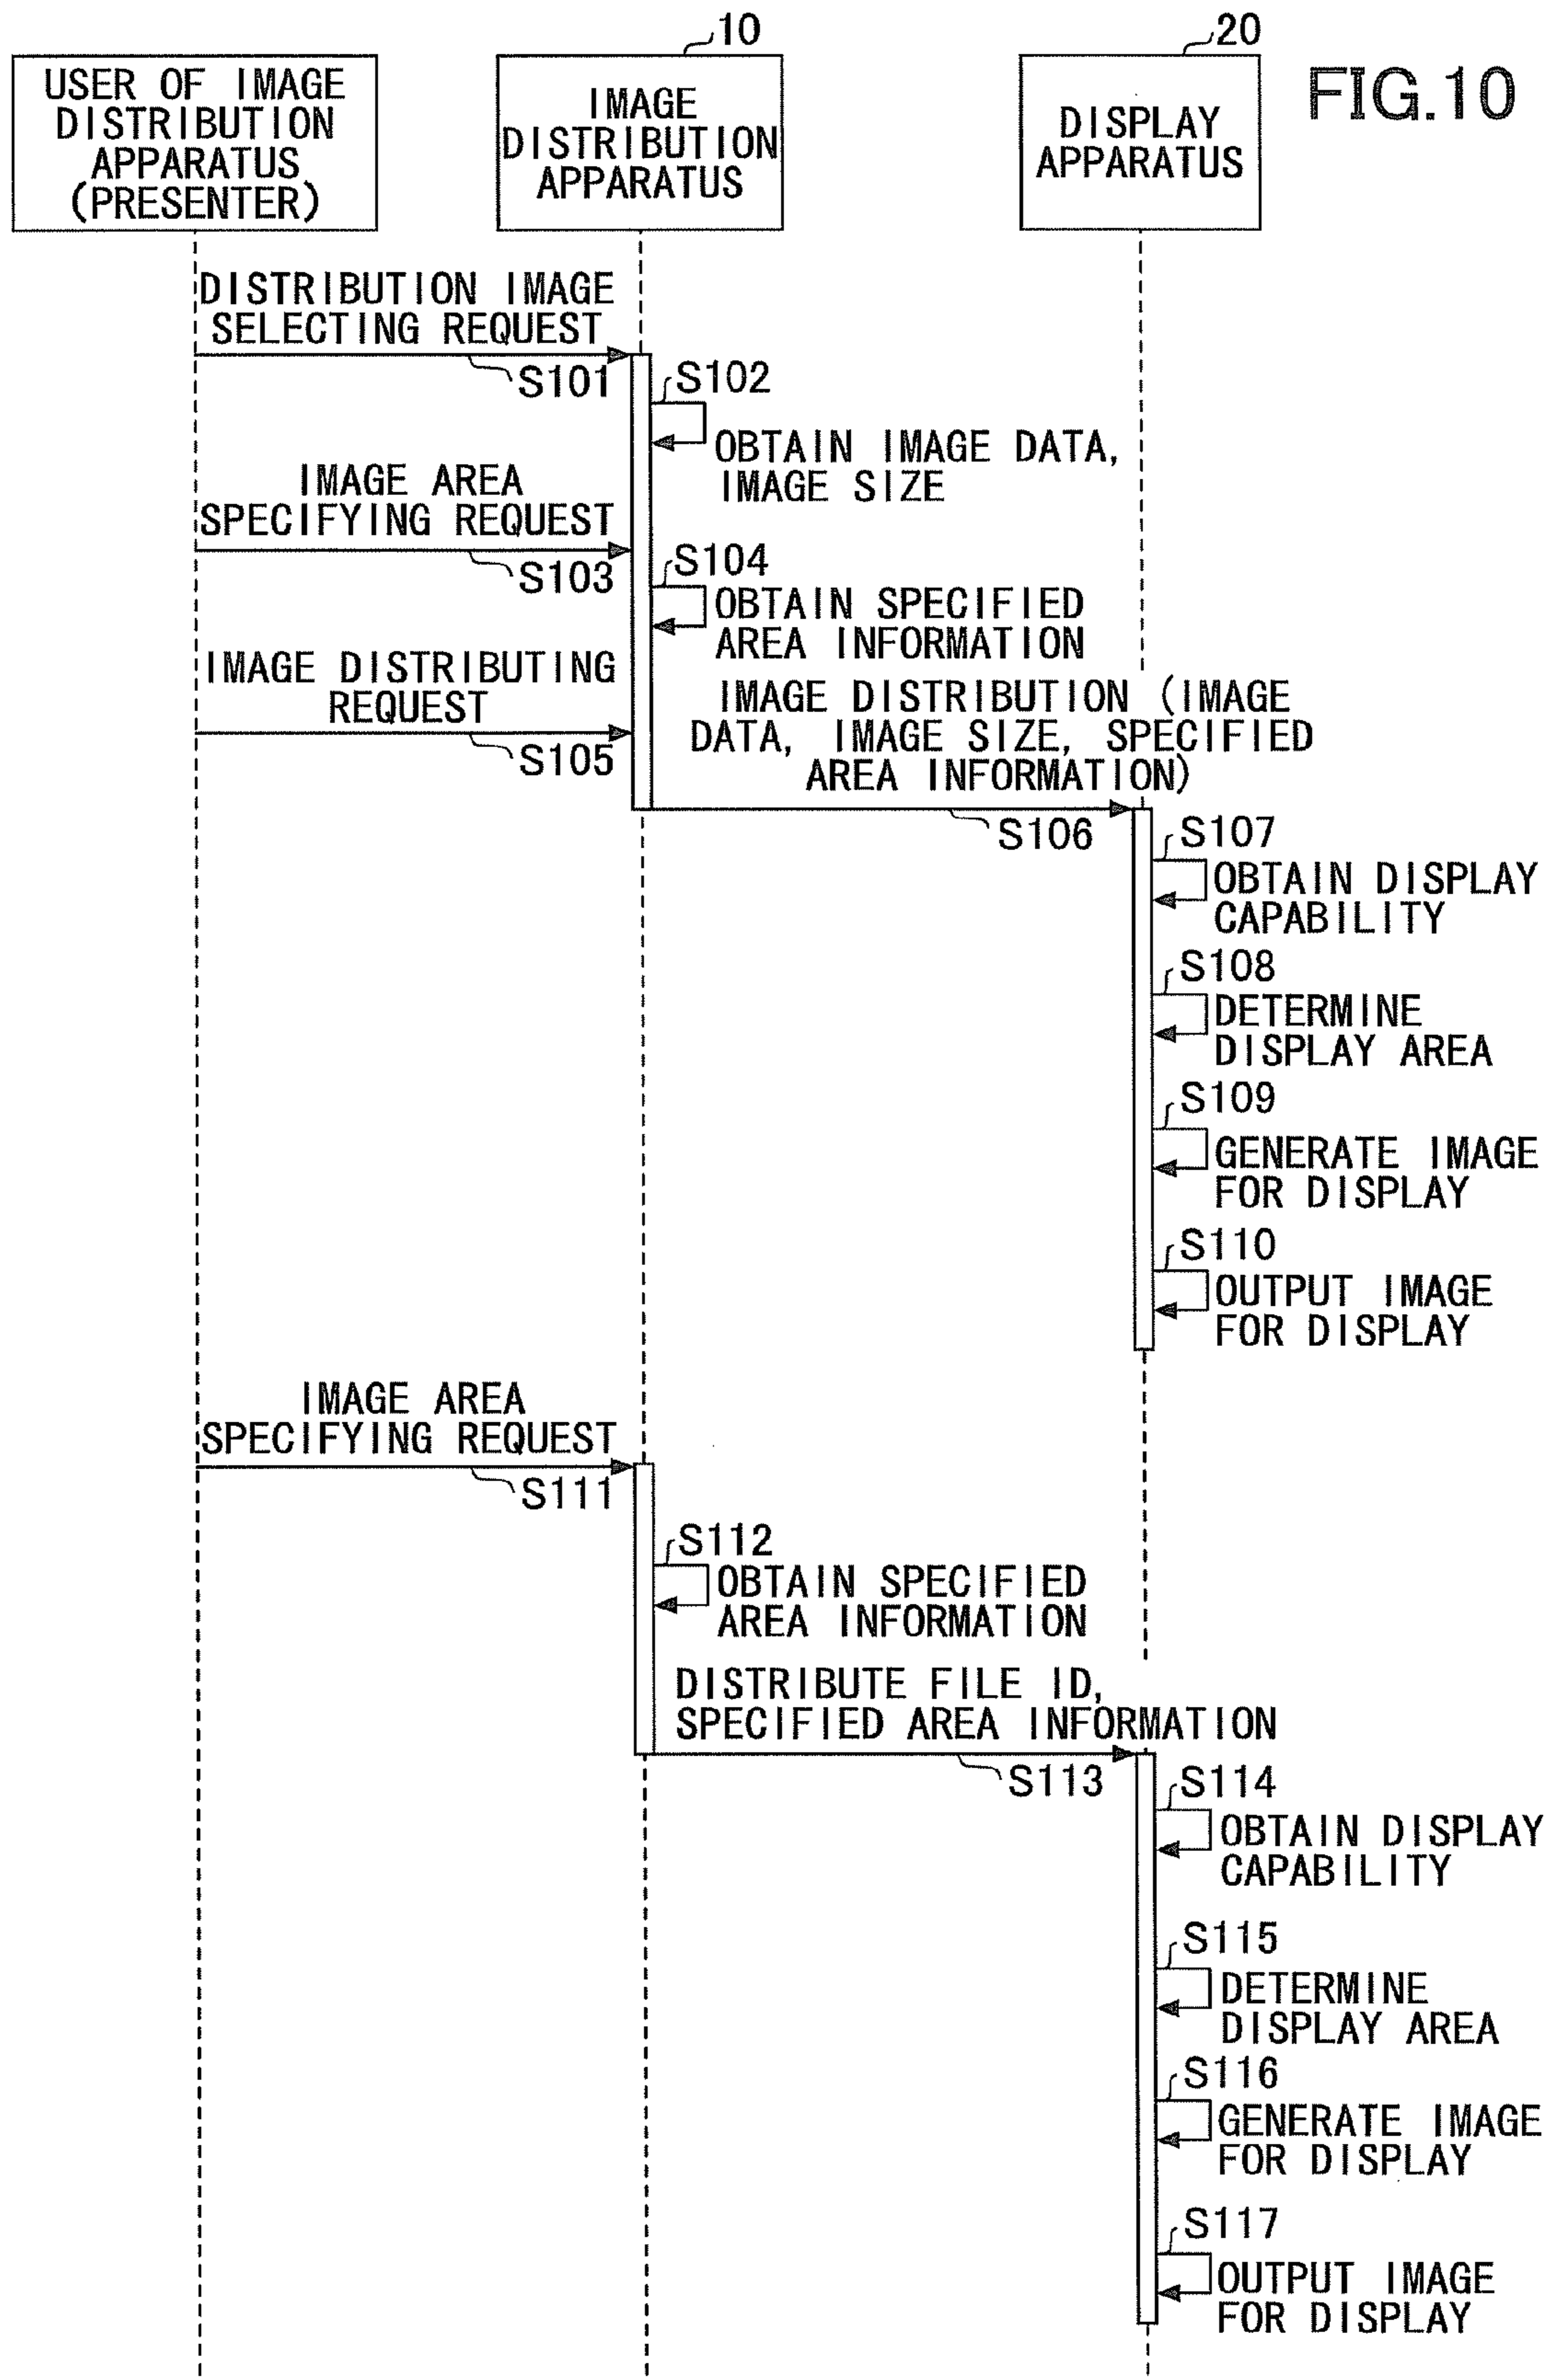 10
20
FIG.10
USER OF IMAGE
DISTRIBUTION
APPARATUS
(PRESENTER)
IMAGE
DISTRIBUTION
APPARATUS
DISPLAY
APPARATUS
DISTRIBUTION IMAGE
SELECTING REQUEST
S101
S102
OBTAIN IMAGE DATA,
IMAGE SIZE
IMAGE AREA
SPECIFYING REQUEST
S103
S104
OBTAIN SPECIFIED
AREA INFORMATION
IMAGE DISTRIBUTING
REQUEST
S105
IMAGE DISTRIBUTION (IMAGE
DATA, IMAGE SIZE, SPECIFIED
AREA INFORMATION)
S106
S107
OBTAIN DISPLAY
CAPABILITY
S108
DETERMINE
DISPLAY AREA
S109
GENERATE IMAGE
FOR DISPLAY
S110
OUTPUT IMAGE
FOR DISPLAY
IMAGE AREA
SPECIFYING REQUEST
S111
S112
OBTAIN SPECIFIED
AREA INFORMATION
DISTRIBUTE FILE ID,
SPECIFIED AREA INFORMATION
S113
S114
OBTAIN DISPLAY
CAPABILITY
S115
DETERMINE
DISPLAY AREA
S116
GENERATE IMAGE
FOR DISPLAY
S117
OUTPUT IMAGE
FOR DISPLAY